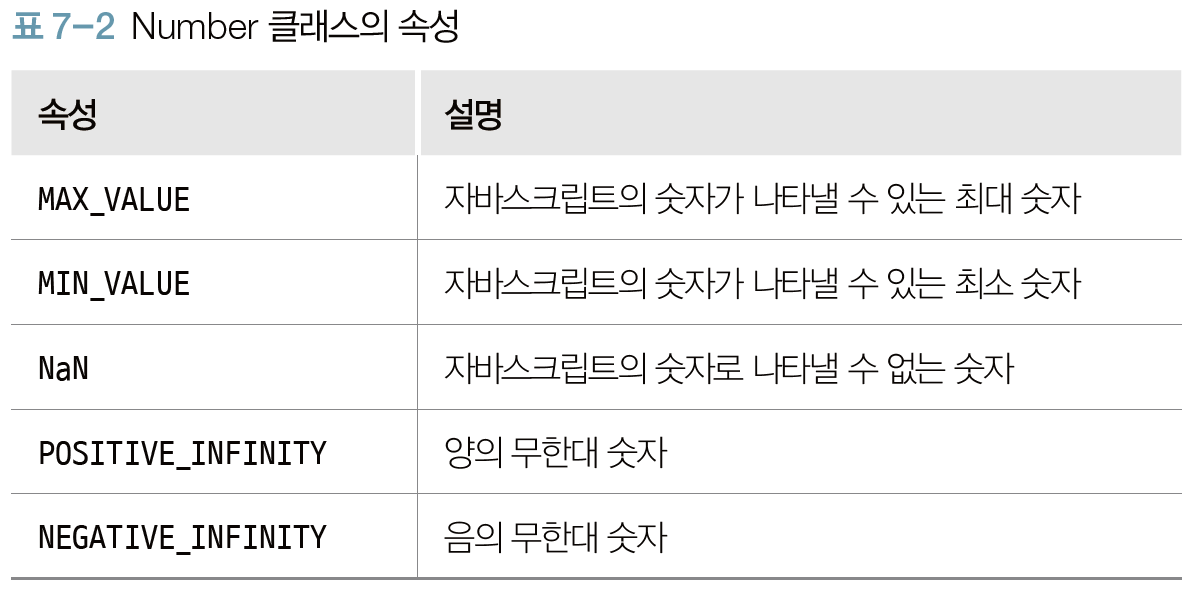 표 7-2 Number 클래스의 속성
속성 설명
MAX_VALUE 자바스크립트의 숫자가 나타낼 수 있는 최대 숫자
MIN_VALUE 자바스크립트의 숫자가 나타낼 수 있는 최소 숫자
NaN 자바스크립트의 숫자로 나타낼 수 없는 숫자
POSITIVE_INFINITY 양의 무한대 숫자
NEGATIVE_INFINITY 음의 무한대 숫자